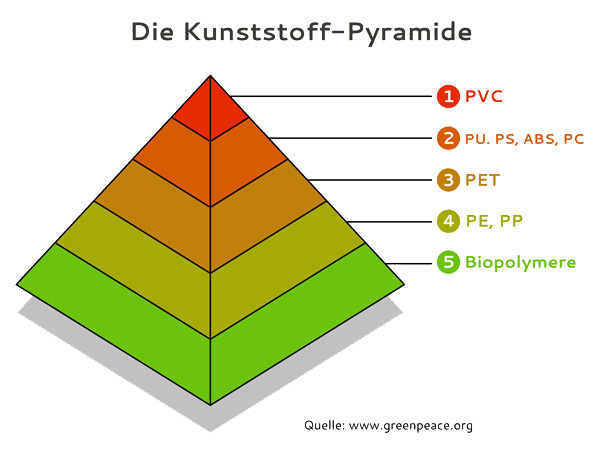 Die Kunststoff-Pyramide
1 PVC
2 PU. PS, ABS, PC
3 PET
4 PE, PP
5 Biopolymere
Quelle: www.greenpeace.org